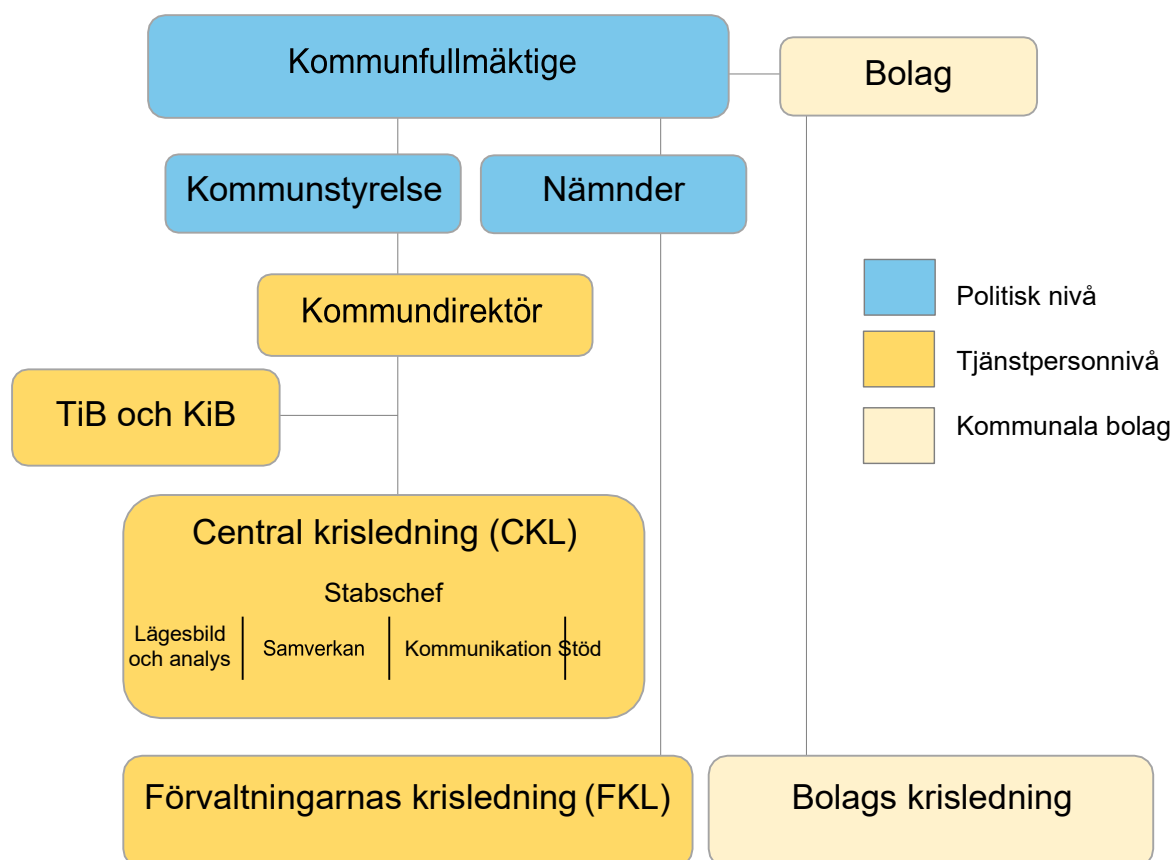 Kommunfullmäktige
Bolag
Kommunstyrelse
Nämnder
Politisk nivå
Kommundirektör
Tjänstpersonnivå
TiB och KiB
Kommunala bolag
Central krisledning (CKL)
Stabschef
Lägesbild
och analys
Samverkan
Kommunikation
Stöd
Förvaltningarnas krisledning (FKL)
Bolags krisledning